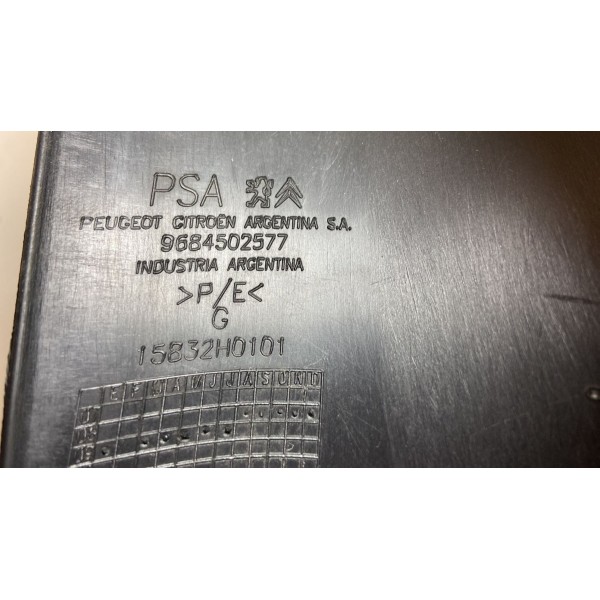 PSA
PEUGEOT CITROËN ARGENTINA S.A.
9684502577
INDUSTRIA ARGENTINA
>P/E<
G
15832H0101
E F M A M J J A S O N D